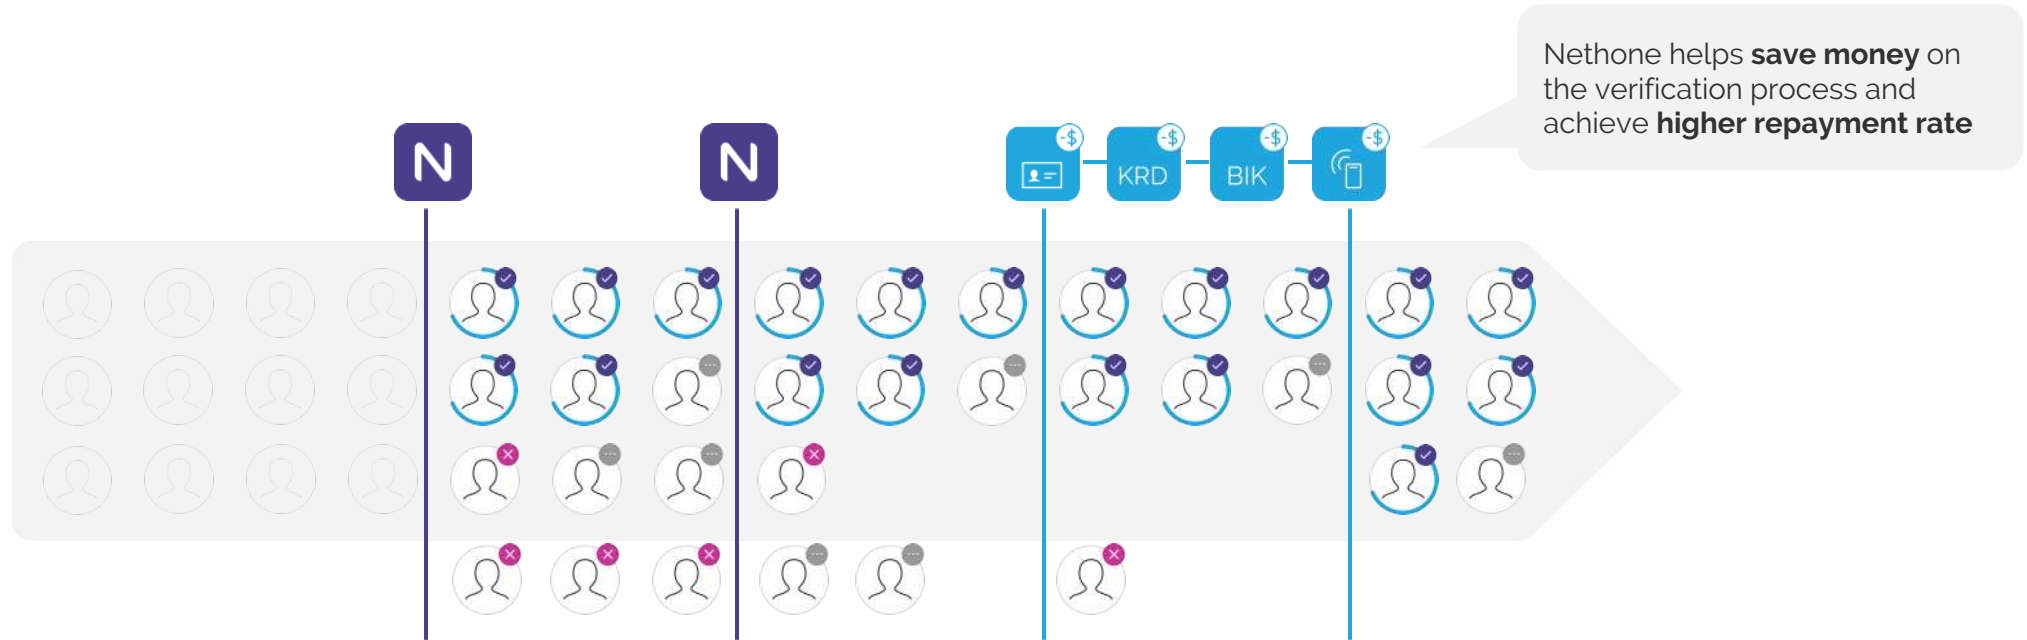 Nethone helps save money on
the verification process and
achieve higher repayment rate
N
N
-$
-$
-$
-$
KRD
BIK